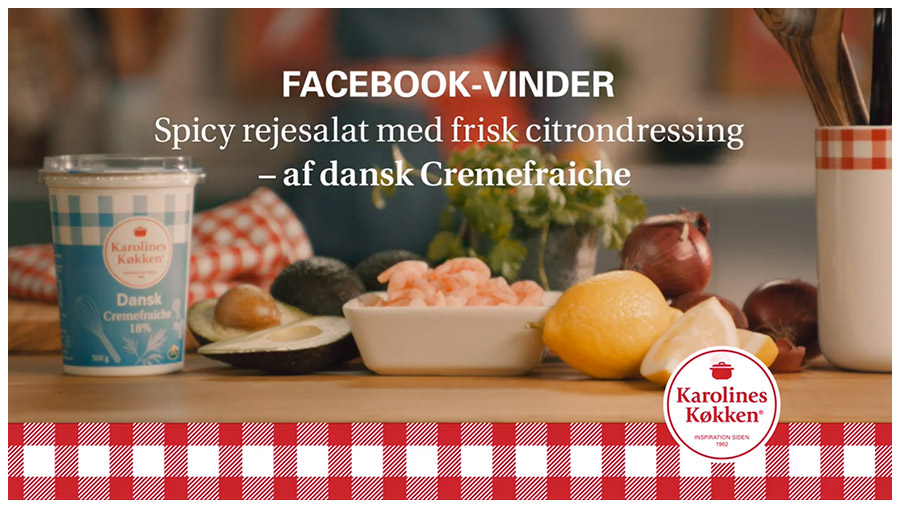 FACEBOOK-VINDER
Spicy rejesalat med frisk citrondressing
– af dansk Cremefraiche
Karolines
Køkken®
Dansk
Cremefraiche
18%
500 g
Karolines
Køkken®
INSPIRATION SIDEN
1962